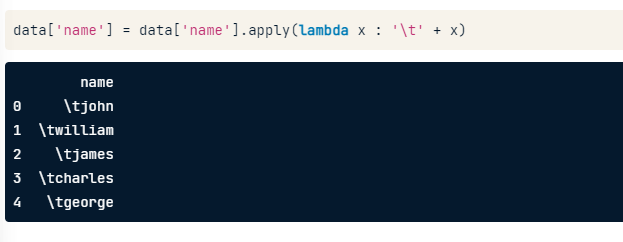 data['name'] = data['name'].apply(lambda x : '\t' + x)
name
0 \tjohn
1 \twilliam
2 \tjames
3 \tcharles
4 \tgeorge